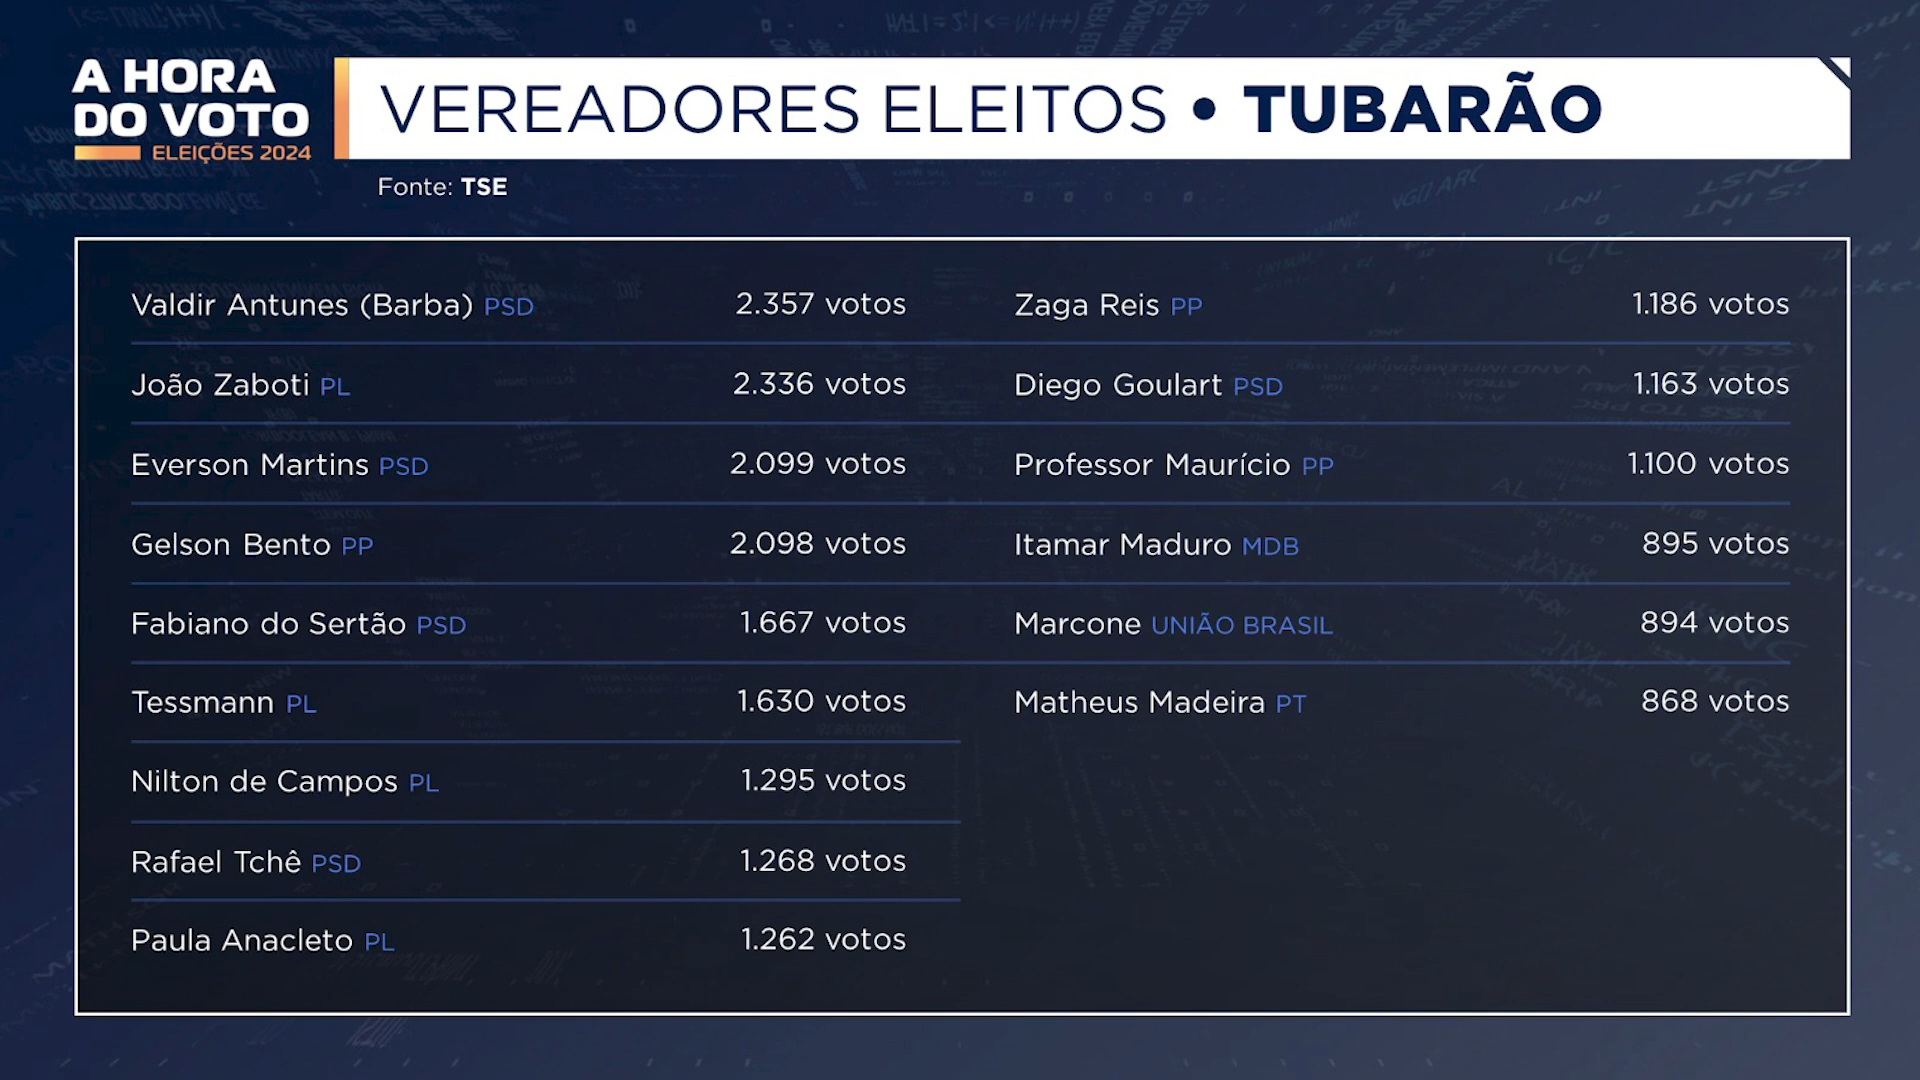 A HORA
DO VOTO
ELEIÇÕES 2024
VEREADORES ELEITOS • TUBARÃO
Fonte: TSE
Valdir Antunes (Barba) PSD 2.357 votos
João Zaboti PL 2.336 votos
Everson Martins PSD 2.099 votos
Gelson Bento PP 2.098 votos
Fabiano do Sertão PSD 1.667 votos
Tessmann PL 1.630 votos
Nilton de Campos PL 1.295 votos
Rafael Tchê PSD 1.268 votos
Paula Anacleto PL 1.262 votos
Zaga Reis PP 1.186 votos
Diego Goulart PSD 1.163 votos
Professor Maurício PP 1.100 votos
Itamar Maduro MDB 895 votos
Marcone UNIÃO BRASIL 894 votos
Matheus Madeira PT 868 votos